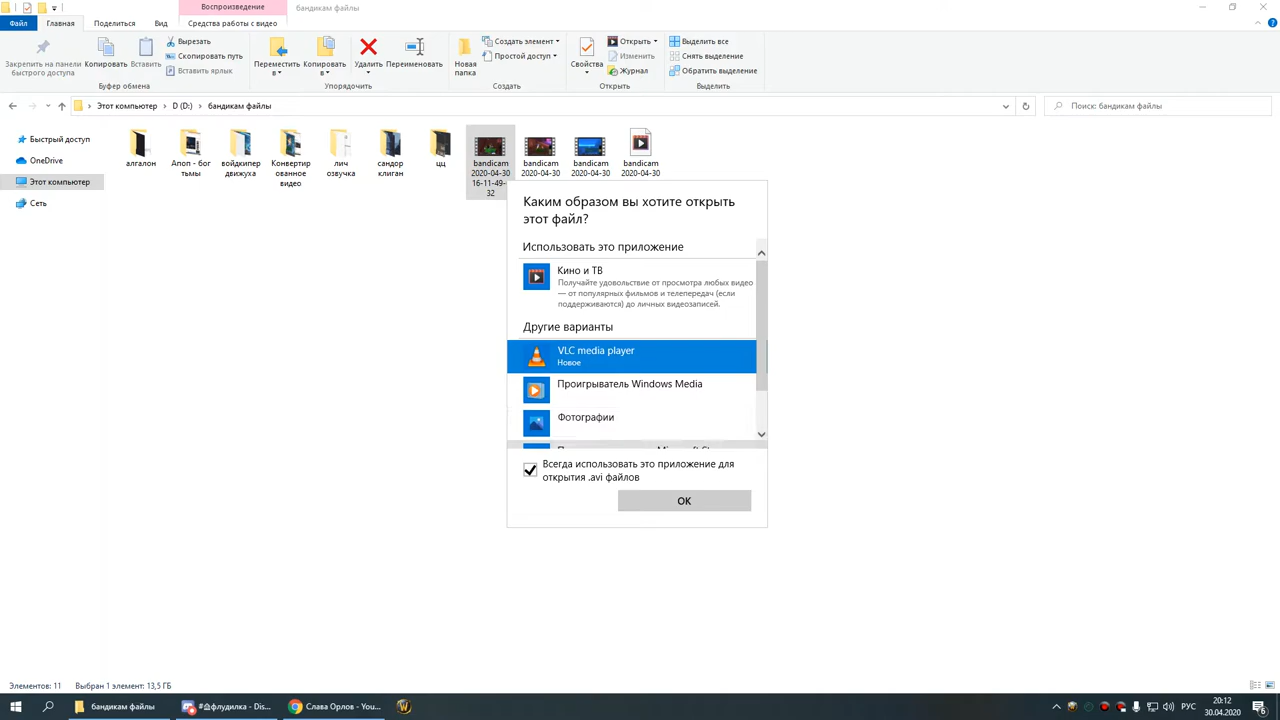 Воспроизведение
бандикам файлы
Файл
Главная
Поделиться
Вид
Средства работы с видео
Закрепить на панели
быстрого доступа
Копировать
Вставить
Вырезать
Скопировать путь
Вставить ярлык
Буфер обмена
Переместить
в
Копировать
в
Удалить
Переименовать
Упорядочить
Новая
папка
Создать элемент
Простой доступ
Создать
Свойства
Открыть
Изменить
Журнал
Открыть
Выделить все
Снять выделение
Обратить выделение
Выделить
Этот компьютер
D (D:)
бандикам файлы
Поиск: бандикам файлы
Быстрый доступ
OneDrive
Этот компьютер
Сеть
алгалон
Апоп - бог
тьмы
войдкипер
движуха
Конвертир
ованное
видео
лич
озвучка
сандор
клиган
цц
bandicam
2020-04-30
16-11-49-
32
bandicam
2020-04-30
bandicam
2020-04-30
bandicam
2020-04-30
Каким образом вы хотите открыть
этот файл?
Использовать это приложение
Кино и ТВ
Получайте удовольствие от просмотра любых видео
— от популярных фильмов и телепередач (если
поддерживаются) до личных видеозаписей.
Другие варианты
VLC media player
Новое
Проигрыватель Windows Media
Фотографии
Всегда использовать это приложение для
открытия .avi файлов
ОК
Элементов: 11
Выбран 1 элемент: 13,5 ГБ
бандикам файлы
флудилка - Dis...
Слава Орлов - You...
РУС
20:12
30.04.2020